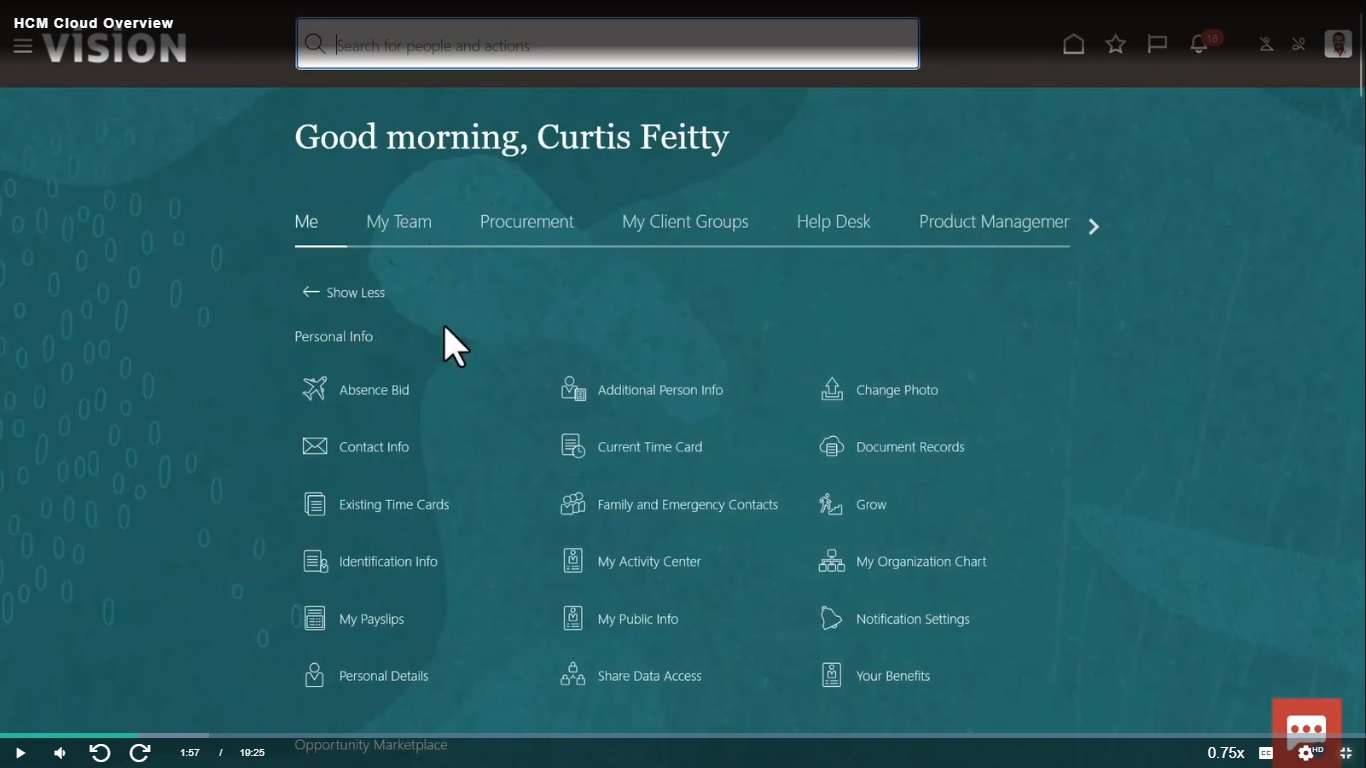 HCM Cloud Overview
VISION
Search for people and actions
18
Good morning, Curtis Feitty
Me My Team Procurement My Client Groups Help Desk Product Managemer
Show Less
Personal Info
Absence Bid Additional Person Info Change Photo
Contact Info Current Time Card Document Records
Existing Time Cards Family and Emergency Contacts Grow
Identification Info My Activity Center My Organization Chart
My Payslips My Public Info Notification Settings
Personal Details Share Data Access Your Benefits
Opportunity Marketplace
1:57 / 19:25 0.75x CC HD